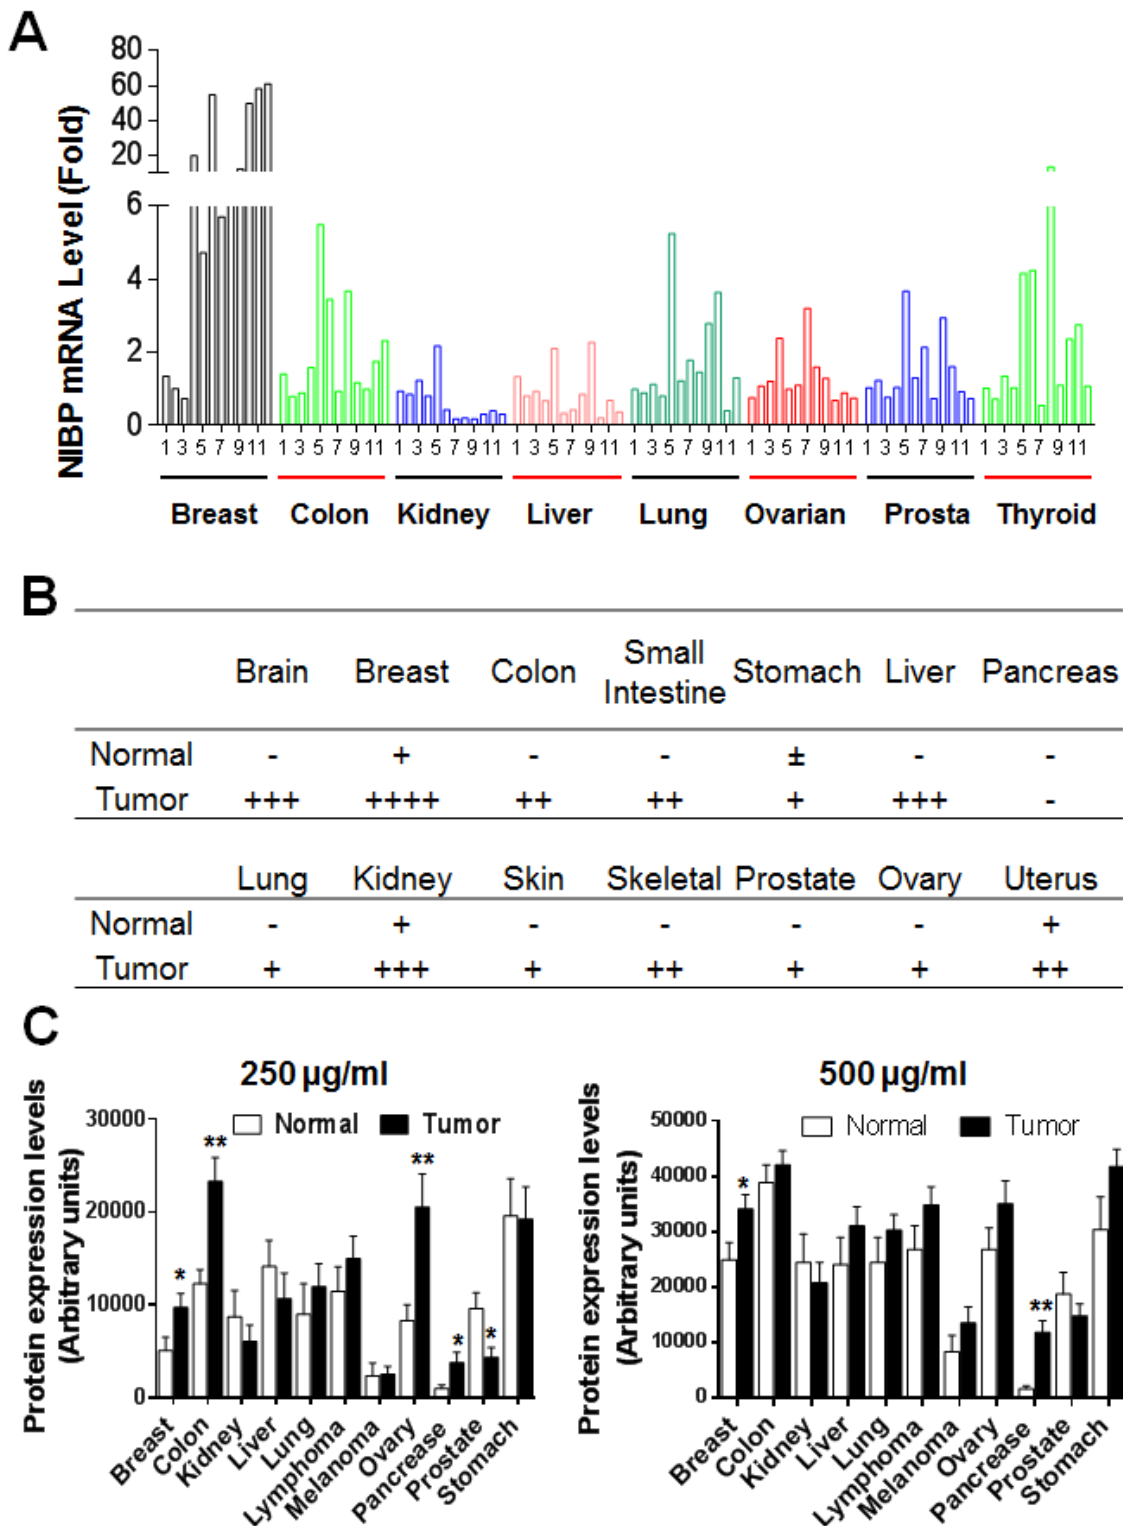 A
NIBP mRNA Level (Fold)
80
60
40
20
6
4
2
0
1 3 5 7 9 11 1 3 5 7 9 11 1 3 5 7 9 11 1 3 5 7 9 11 1 3 5 7 9 11 1 3 5 7 9 11 1 3 5 7 9 11 1 3 5 7 9 11
Breast Colon Kidney Liver Lung Ovarian Prosta Thyroid
B
Brain Breast Colon Small Intestine Stomach Liver Pancreas
Normal - + - - ± - -
Tumor +++ ++++ ++ ++ + +++ -
Lung Kidney Skin Skeletal Prostate Ovary Uterus
Normal - + - - - - +
Tumor + +++ + ++ + + ++
C
250 µg/ml
Protein expression levels
(Arbitrary units)
Normal Tumor
30000
20000
10000
0
* ** ** * *
Breast
Colon
Kidney
Liver
Lung
Lymphoma
Melanoma
Ovary
Pancrease
Prostate
Stomach
500 µg/ml
Protein expression levels
(Arbitrary units)
Normal Tumor
50000
40000
30000
20000
10000
0
* **
Breast
Colon
Kidney
Liver
Lung
Lymphoma
Melanoma
Ovary
Pancrease
Prostate
Stomach